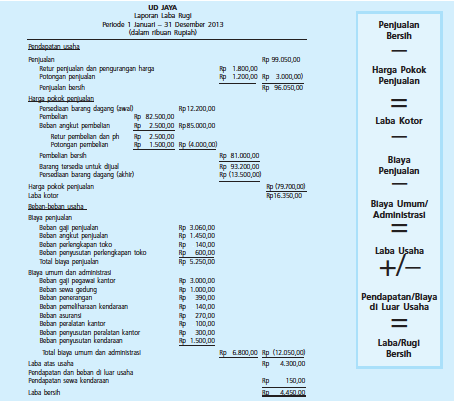 UD JAYA
Laporan Laba Rugi
Periode 1 Januari – 31 Desember 2013
(dalam ribuan Rupiah)
Pendapatan usaha
Penjualan Rp 99.050,00
Retur penjualan dan pengurangan harga Rp 1.800,00
Potongan penjualan Rp 1.200,00 Rp 3.000,00)
Penjualan bersih Rp 96.050,00
Harga pokok penjualan
Persediaan barang dagang (awal) Rp12.200,00
Pembelian Rp 82.500,00
Beban angkut pembelian Rp 2.500,00 Rp85.000,00
Retur pembelian dan ph Rp 2.500,00
Potongan pembelian Rp 1.500,00 Rp (4.000,00)
Pembelian bersih Rp 81.000,00
Barang tersedia untuk dijual Rp 93.200,00
Persediaan barang dagang (akhir) Rp (13.500,00)
Harga pokok penjualan Rp (79.700,00)
Laba kotor Rp16.350,00
Beban-beban usaha
Biaya penjualan
Beban gaji penjualan Rp 3.060,00
Beban angkut penjualan Rp 1.450,00
Beban perlengkapan toko Rp 140,00
Beban penyusutan perlengkapan toko Rp 600,00
Total biaya penjualan Rp 5.250,00
Biaya umum dan administrasi
Beban gaji pegawai kantor Rp 3.000,00
Beban sewa gedung Rp 1.000,00
Beban penerangan Rp 390,00
Beban pemeliharaan kendaraan Rp 140,00
Beban asuransi Rp 270,00
Beban peralatan kantor Rp 100,00
Beban penyusutan peralatan kantor Rp 300,00
Beban penyusutan kendaraan Rp 1.500,00
Total biaya umum dan administrasi Rp 6.800,00 Rp (12.050,00)
Laba atas usaha Rp 4.300,00
Pendapatan dan beban di luar usaha
Pendapatan sewa kendaraan Rp 150,00
Laba bersih Rp 4.450,00
Penjualan
Bersih
—
Harga Pokok
Penjualan
=
Laba Kotor
—
Biaya
Penjualan
—
Biaya Umum/
Administrasi
=
Laba Usaha
+/−
Pendapatan/Biaya
di Luar Usaha
=
Laba/Rugi
Bersih